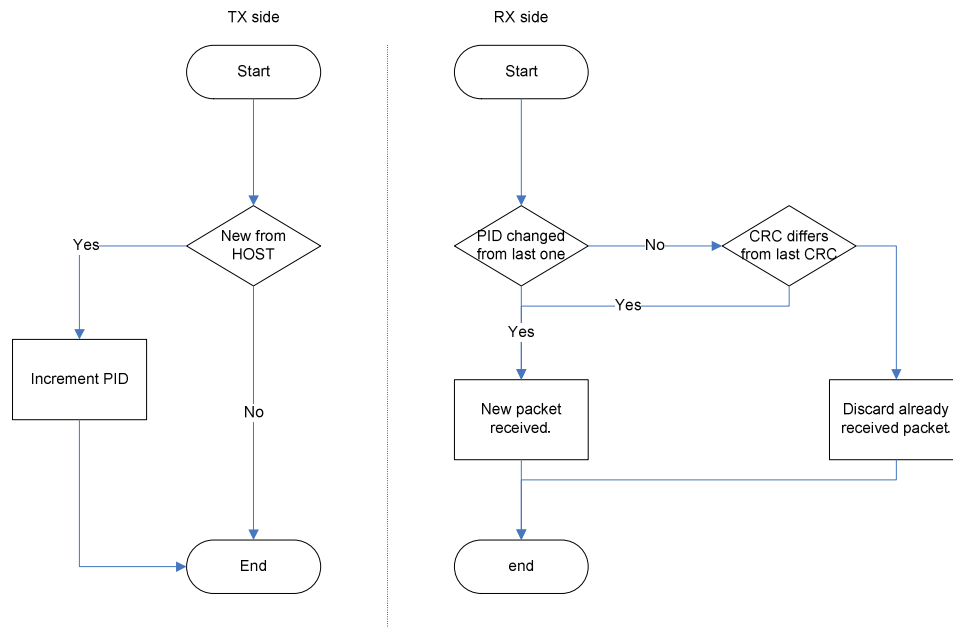 TX side
RX side
Start
Start
New from
HOST
Yes
PID changed
from last one
No
CRC differs
from last CRC
Yes
Yes
Increment PID
No
New packet
received.
Discard already
received packet.
End
end